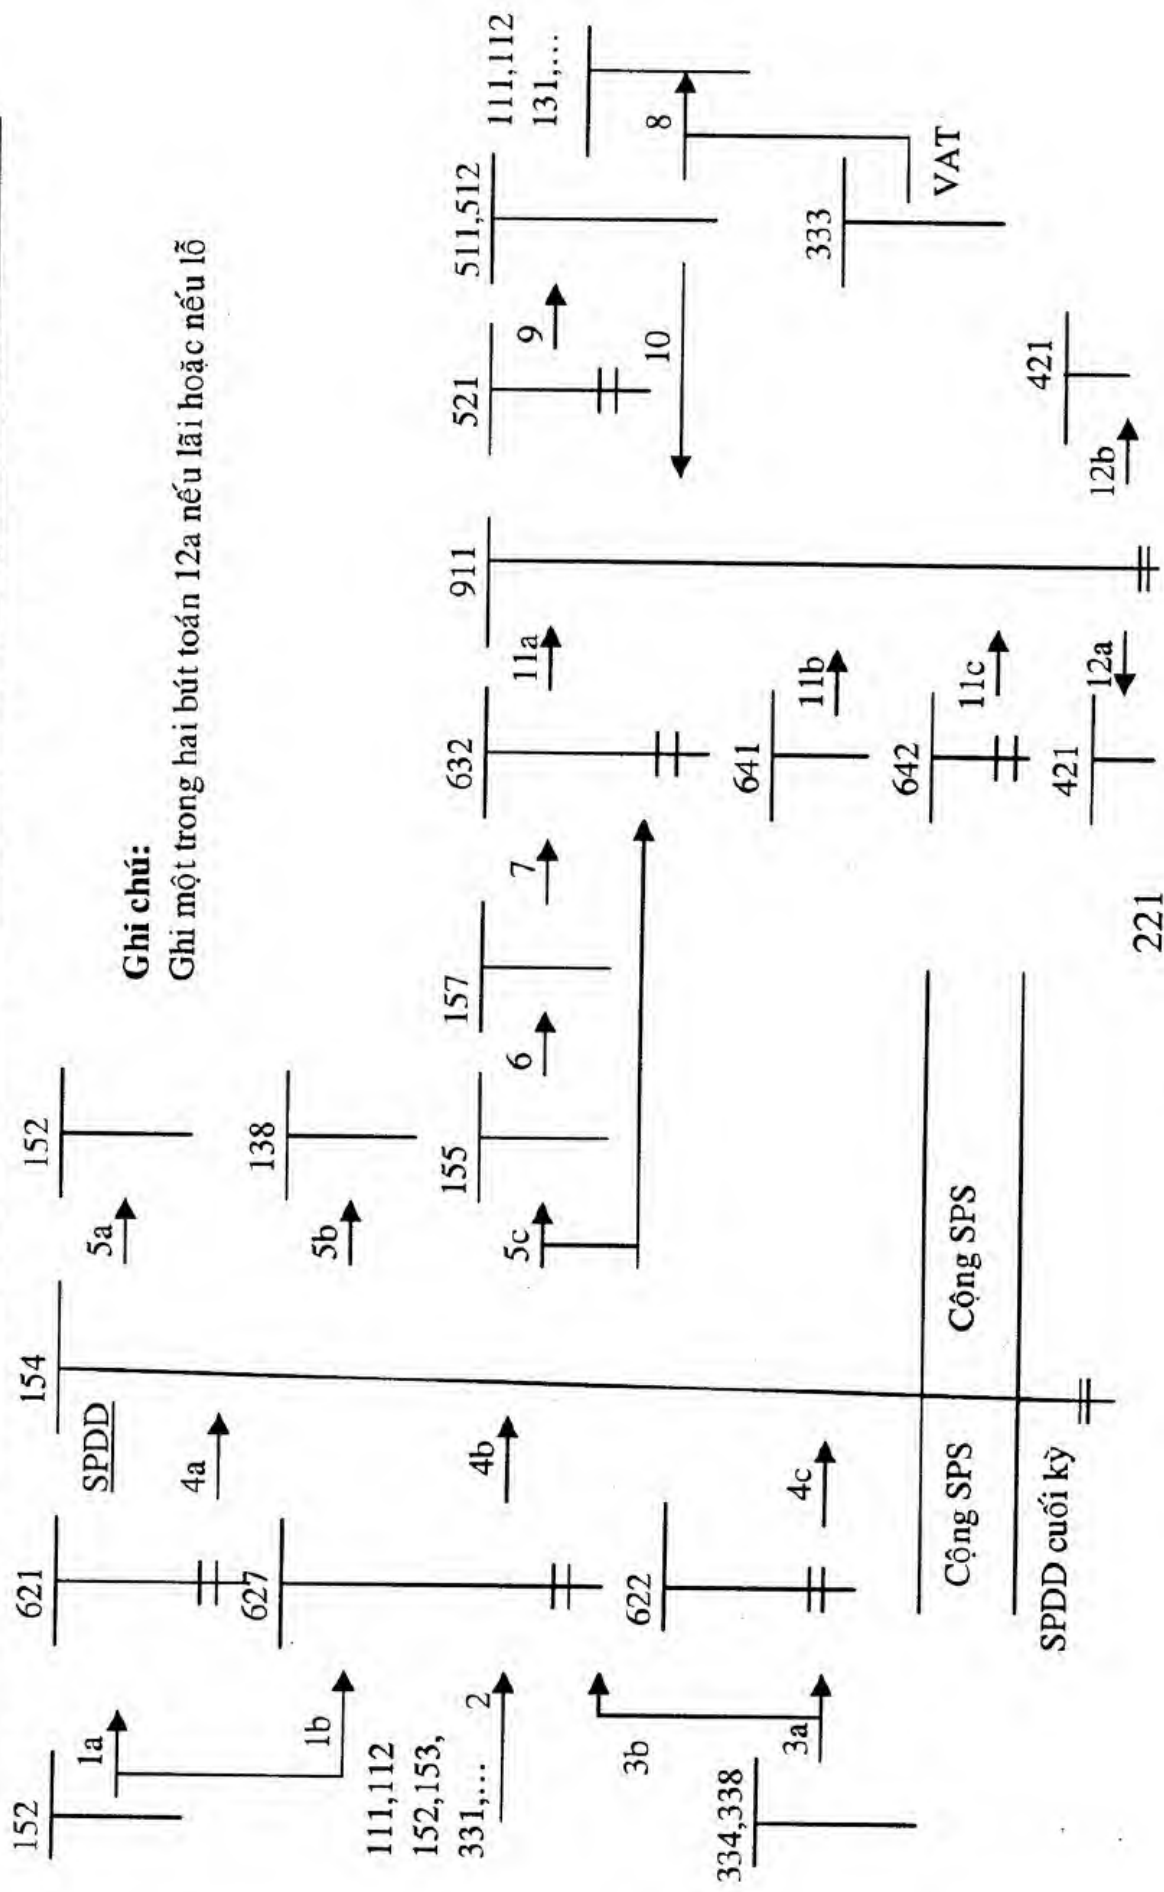 Ghi chú:
Ghi một trong hai bút toán 12a nếu lãi hoặc nếu lỗ
152
1a
1b
111,112
152,153,
331,...
2
3b
3a
334,338
621
627
622
SPDD
4a
4b
4c
154
Cộng SPS
Cộng SPS
SPDD cuối kỳ
5a
152
5b
138
5c
155
6
157
7
632
11a
641
11b
642
11c
421
12a
911
12b
421
521
9
10
511,512
111,112
131,...
8
333
VAT
221